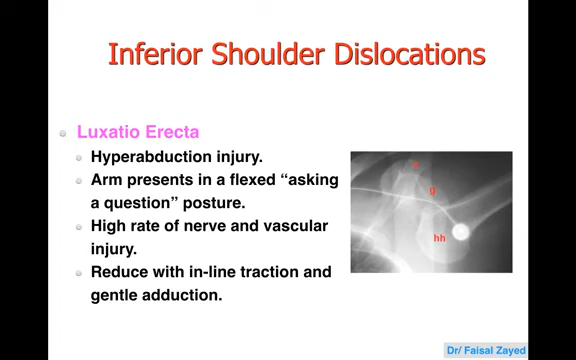 Inferior Shoulder Dislocations
Luxatio Erecta
Hyperabduction injury.
Arm presents in a flexed “asking
a question” posture.
High rate of nerve and vascular
injury.
Reduce with in-line traction and
gentle adduction.
g
hh
Dr/ Faisal Zayed